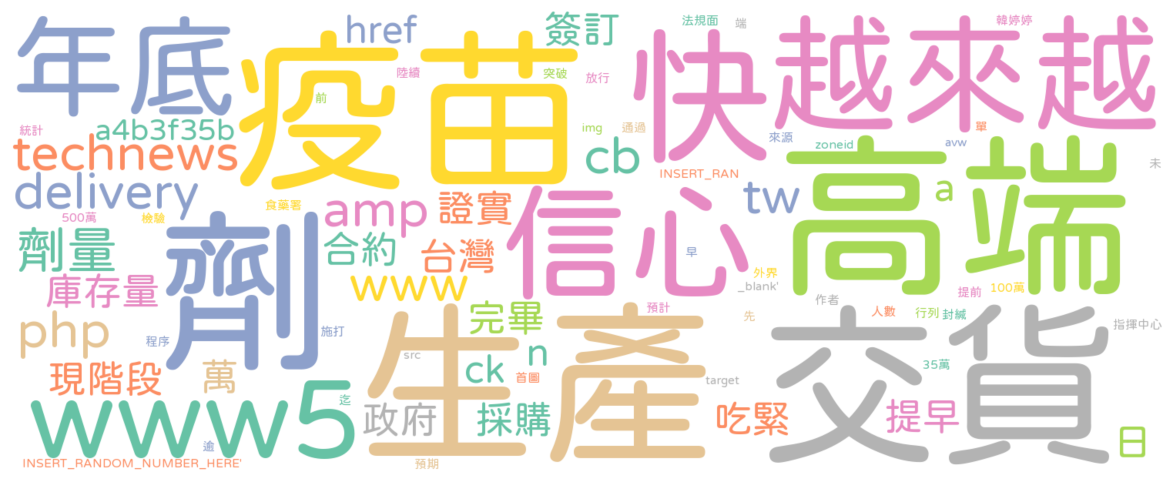 年底
疫苗
href
簽訂
法規面
端
快
越來越
韓婷婷
陸續
突破
放行
前
統計
a4b3f35b
technews
img
通過
cb
來源
單
zoneid
avw
未
INSERT_RAN
delivery
500萬
檢驗
食藥署
amp
證實
信心
tw
高端
a
劑量
劑
合約
台灣
早
外界
_blank'
庫存量
www
提前
100萬
作者
人數
行列
封緘
指揮中心
php
程序
施打
完畢
生產
預計
先
交貨
src
n
ck
首圖
target
35萬
現階段
萬
www5
迄
政府
採購
吃緊
提早
日
逾
INSERT_RANDOM_NUMBER_HERE'
預期